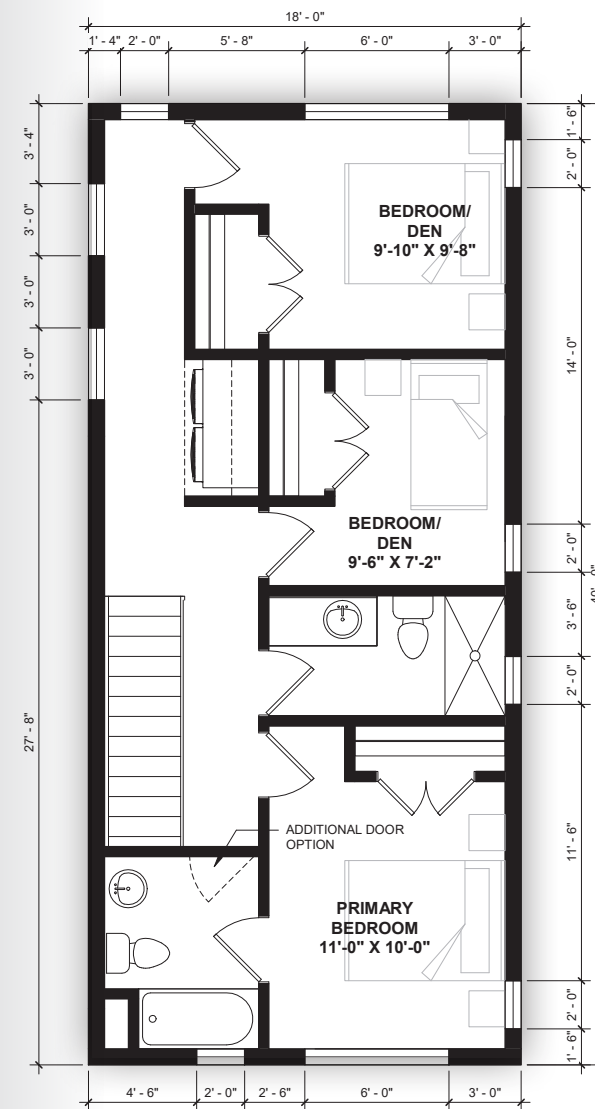 18' - 0"
1' - 4" 2' - 0" 5' - 8" 6' - 0" 3' - 0"
3' - 4"
3' - 0"
3' - 0"
3' - 0"
27' - 8"
1' - 6"
2' - 0"
14' - 0"
2' - 0"
3' - 6"
2' - 0"
11' - 6"
2' - 0"
1' - 6"
BEDROOM/
DEN
9'-10" X 9'-8"
BEDROOM/
DEN
9'-6" X 7'-2"
ADDITIONAL DOOR
OPTION
PRIMARY
BEDROOM
11'-0" X 10'-0"
4' - 6" 2' - 0" 2' - 6" 6' - 0" 3' - 0"